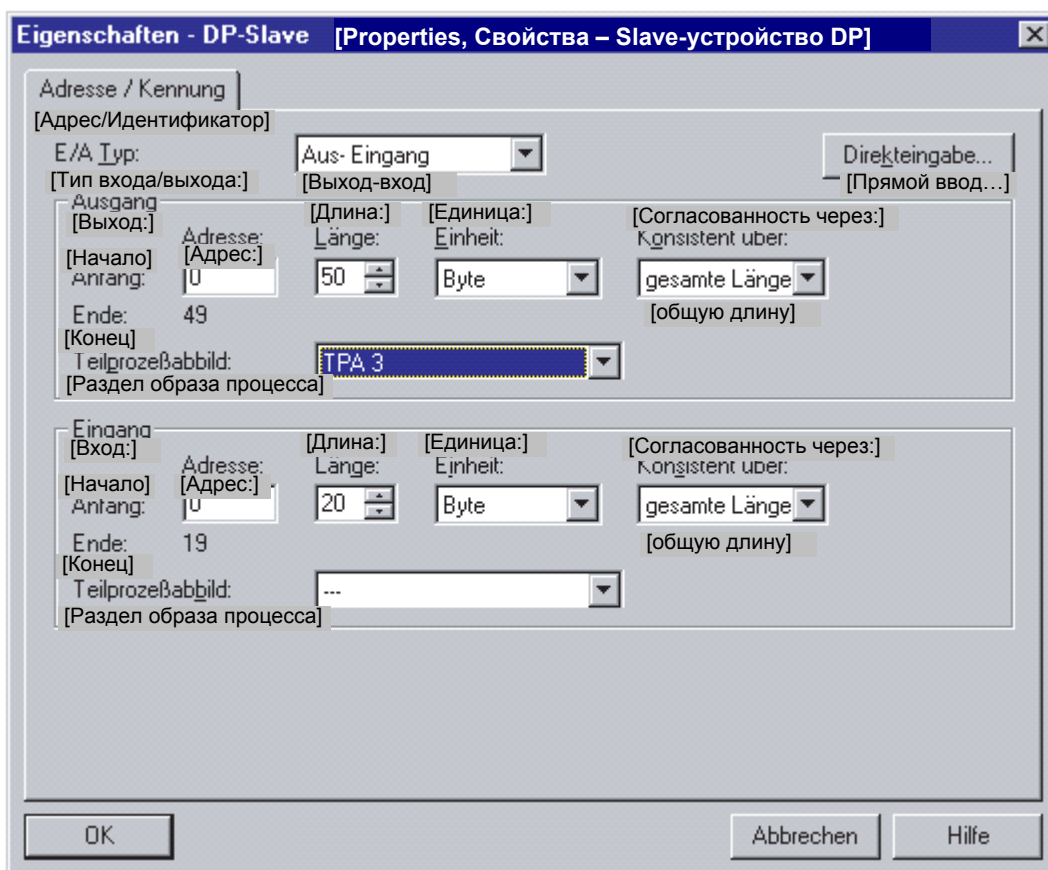 Eigenschaften - DP-Slave [Properties, Свойства – Slave-устройство DP]
Adresse / Kennung
[Адрес/Идентификатор]
E/A Typ: Aus- Eingang Direkteingabe...
[Тип входа/выхода:] [Выход-вход] [Прямой ввод…]
Ausgang
[Выход:] [Длина:] [Единица:] [Согласованность через:]
Adresse: Länge: Einheit: Konsistent über:
[Начало] [Адрес:]
Anfang: 0 50 Byte gesamte Länge
Ende: 49 [общую длину]
[Конец]
Teilprozeßabbild: TPA 3
[Раздел образа процесса]
Eingang
[Вход:] [Длина:] [Единица:] [Согласованность через:]
Adresse: Länge: Einheit: Konsistent über:
[Начало] [Адрес:]
Anfang: 0 20 Byte gesamte Länge
Ende: 19 [общую длину]
[Конец]
Teilprozeßabbild: ---
[Раздел образа процесса]
OK Abbrechen Hilfe